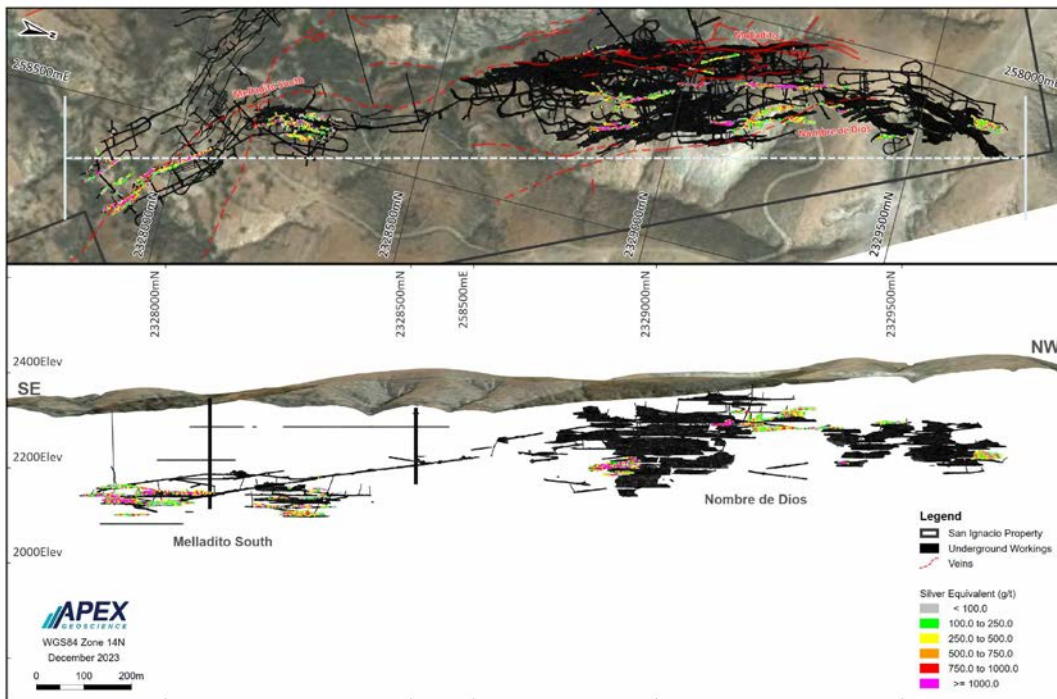 258500mE
Melladito South
Melladito
258000mE
Nombre de Dios
2328000mN
2328500mN
2329000mN
2329500mN
2328000mN
2328500mN
258500mE
2329000mN
2329500mN
2400Elev
SE
NW
2200Elev
Nombre de Dios
Melladito South
2000Elev
Legend
San Ignacio Property
Underground Workings
Veins
Silver Equivalent (g/t)
< 100.0
100.0 to 250.0
250.0 to 500.0
500.0 to 750.0
750.0 to 1000.0
>= 1000.0
APEX
GEOSCIENCE
WGS84 Zone 14N
December 2023
0 100 200m